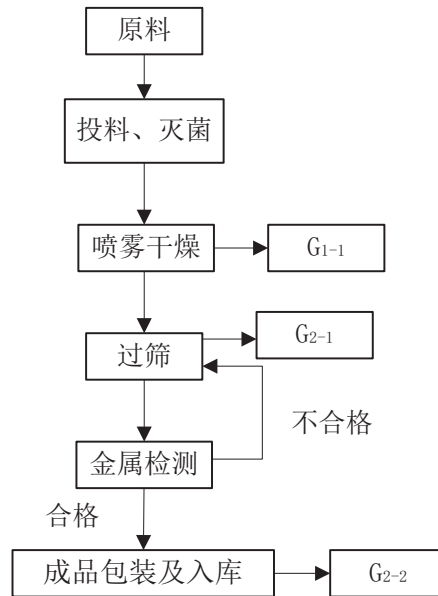 原料
投料、灭菌
喷雾干燥
G1-1
过筛
G2-1
不合格
金属检测
合格
成品包装及入库
G2-2